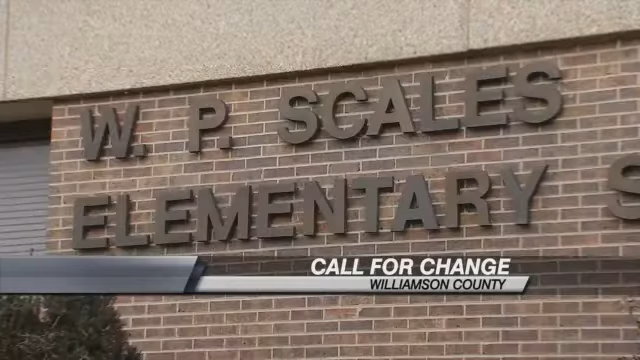 W. P. SCALES
ELEMENTARY S
CALL FOR CHANGE
WILLIAMSON COUNTY